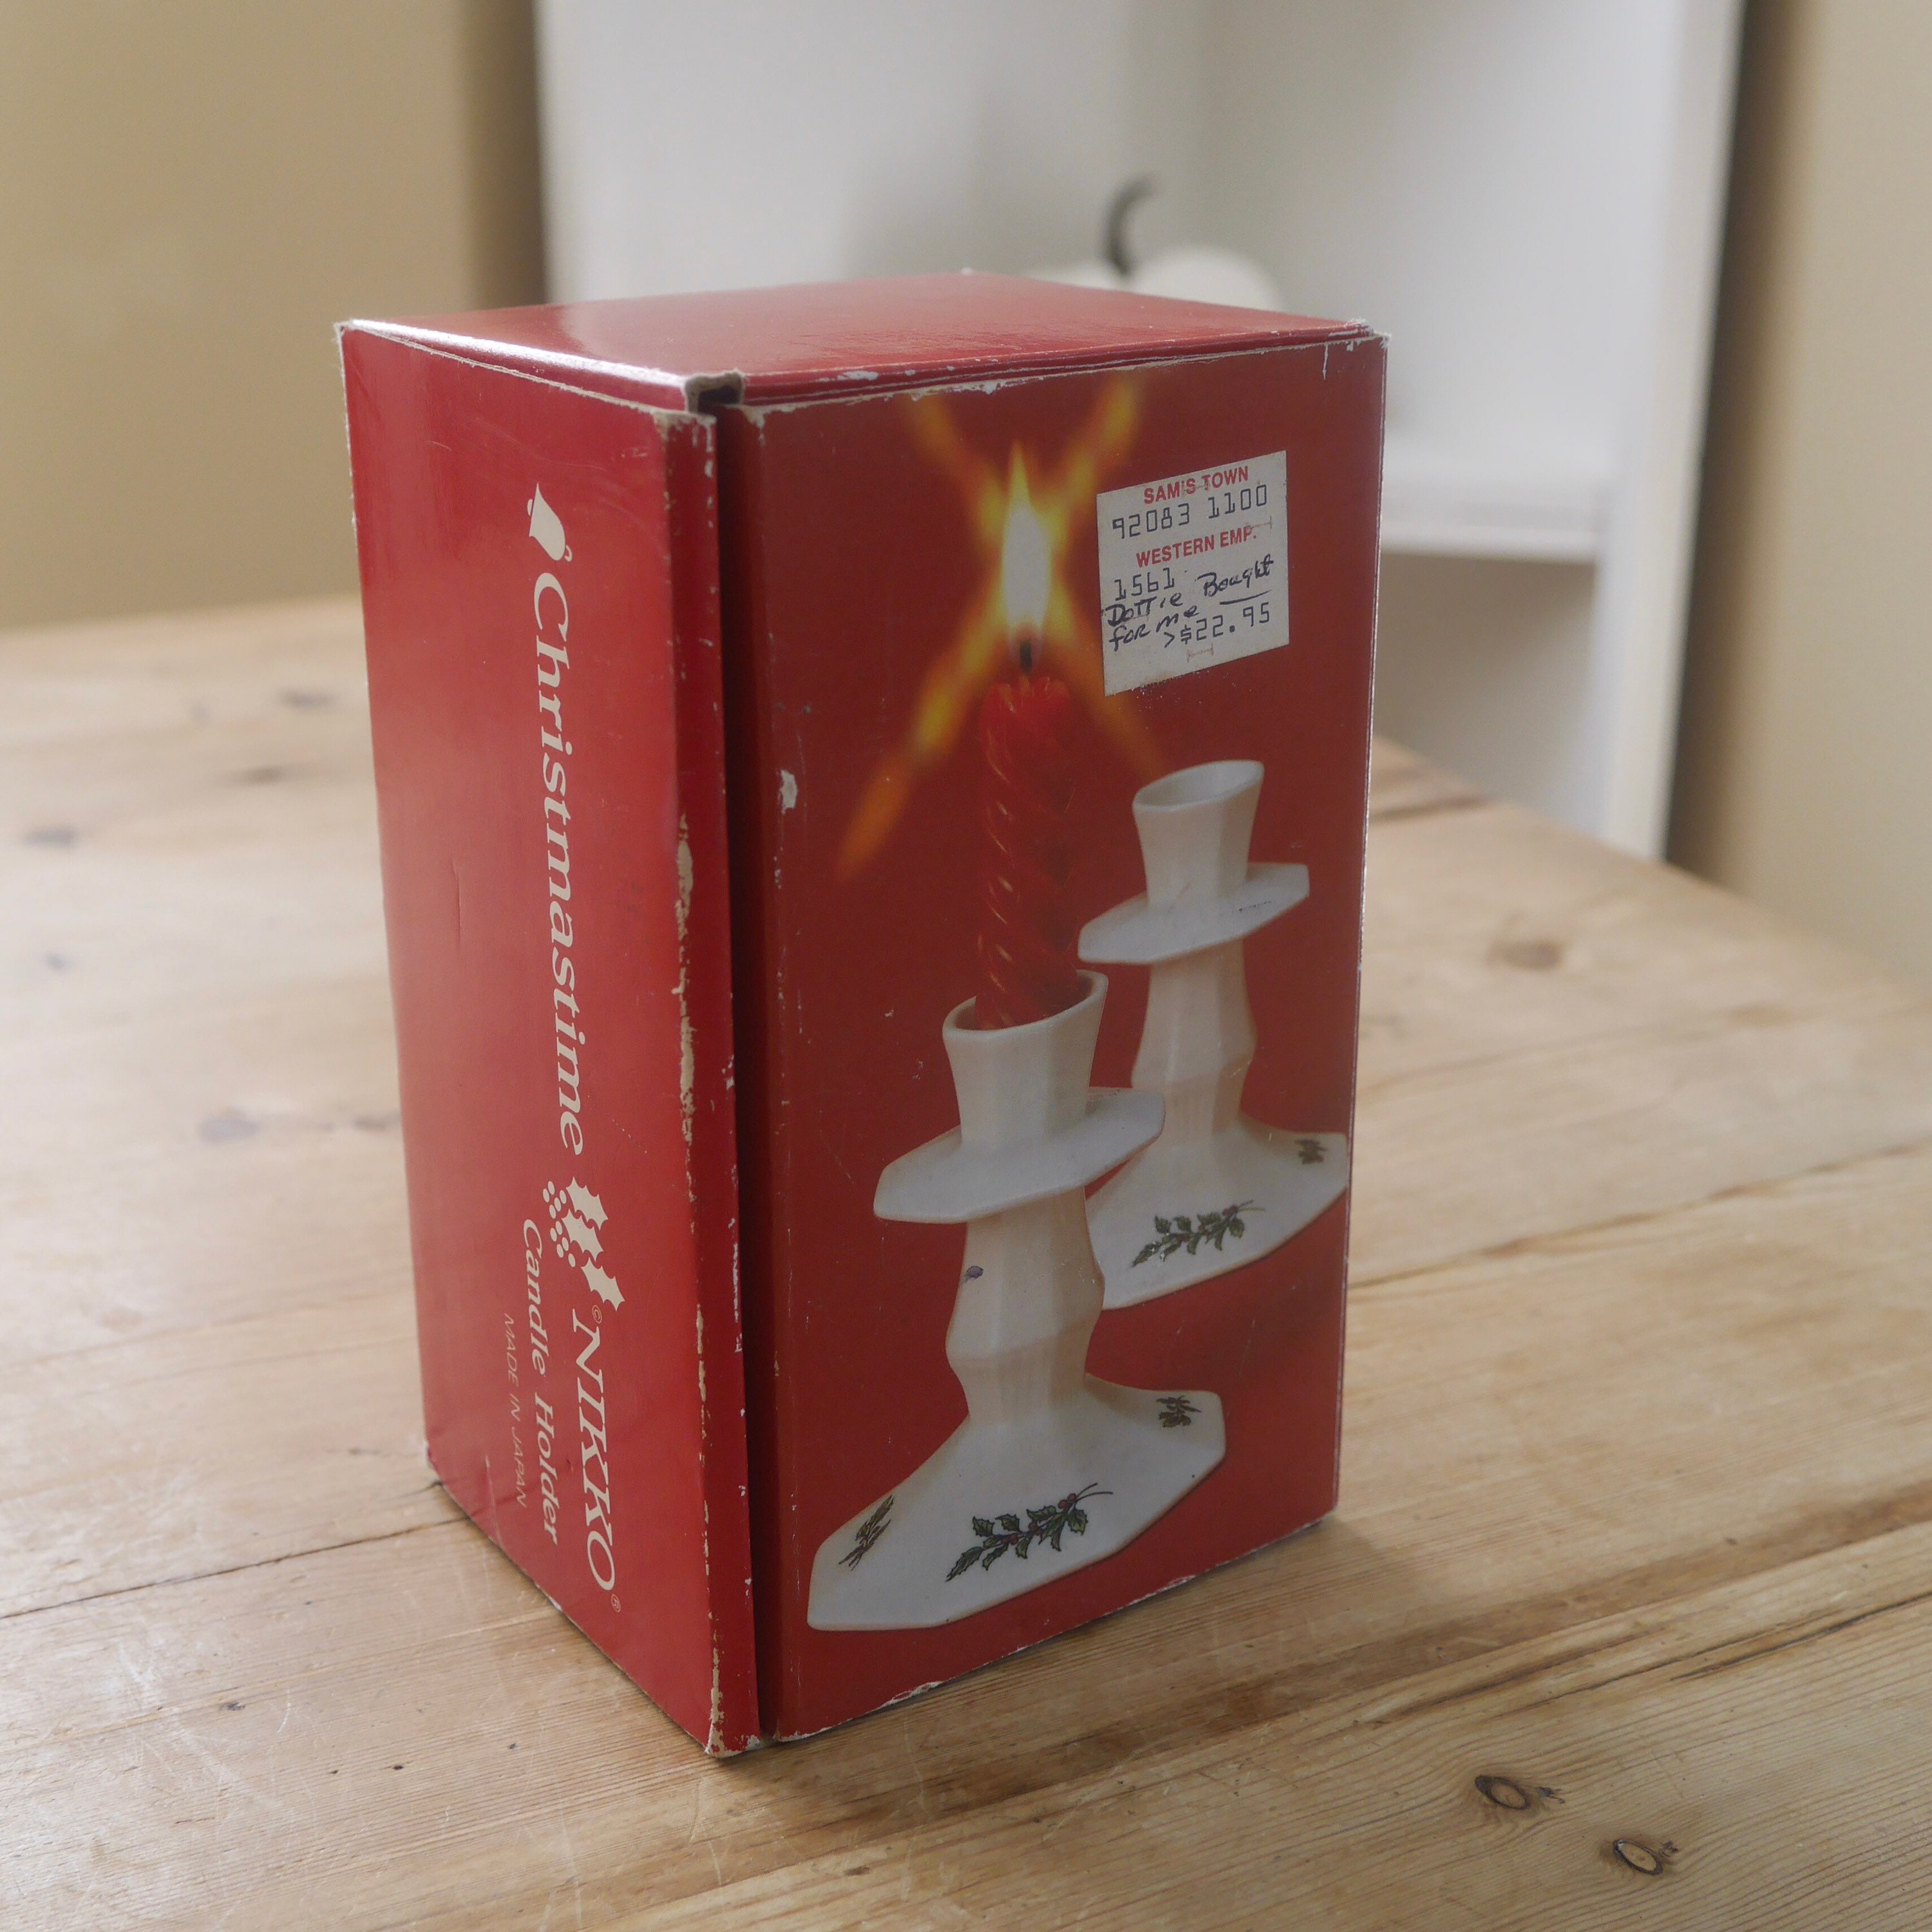 Christmastime
© NIKKO®
Candle Holder
MADE IN JAPAN
SAM'S TOWN
92083 1100
WESTERN EMP.
1561
Dottie Bought
for me
>$22.95